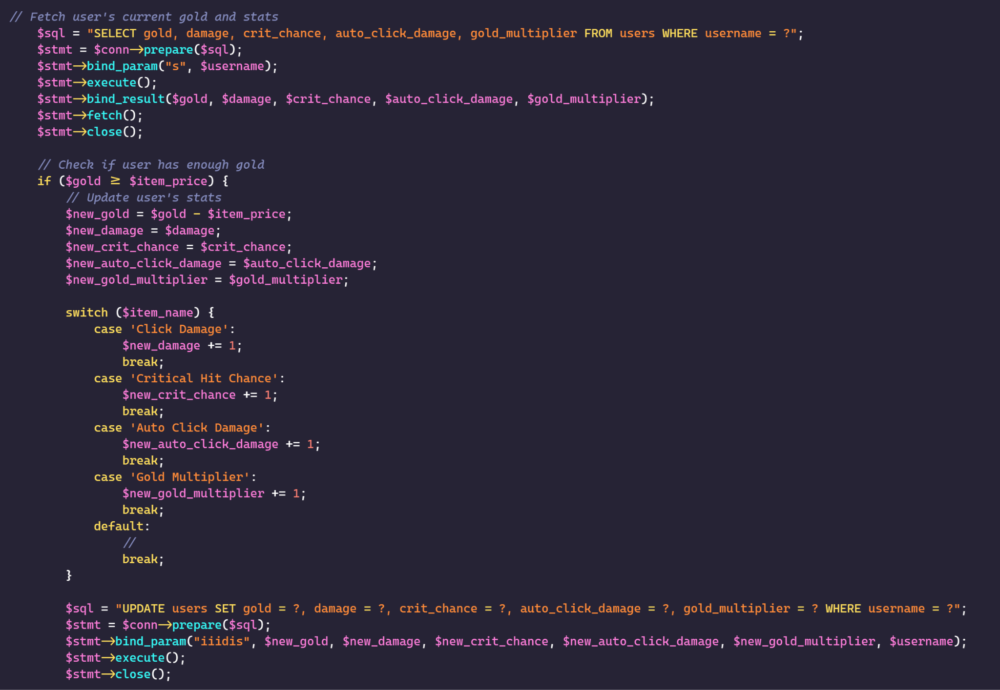 // Fetch user's current gold and stats
$sql = "SELECT gold, damage, crit_chance, auto_click_damage, gold_multiplier FROM users WHERE username = ?";
$stmt = $conn->prepare($sql);
$stmt->bind_param("s", $username);
$stmt->execute();
$stmt->bind_result($gold, $damage, $crit_chance, $auto_click_damage, $gold_multiplier);
$stmt->fetch();
$stmt->close();
// Check if user has enough gold
if ($gold >= $item_price) {
// Update user's stats
$new_gold = $gold - $item_price;
$new_damage = $damage;
$new_crit_chance = $crit_chance;
$new_auto_click_damage = $auto_click_damage;
$new_gold_multiplier = $gold_multiplier;
switch ($item_name) {
case 'Click Damage':
$new_damage += 1;
break;
case 'Critical Hit Chance':
$new_crit_chance += 1;
break;
case 'Auto Click Damage':
$new_auto_click_damage += 1;
break;
case 'Gold Multiplier':
$new_gold_multiplier += 1;
break;
default:
//
break;
}
$sql = "UPDATE users SET gold = ?, damage = ?, crit_chance = ?, auto_click_damage = ?, gold_multiplier = ? WHERE username = ?";
$stmt = $conn->prepare($sql);
$stmt->bind_param("iiidis", $new_gold, $new_damage, $new_crit_chance, $new_auto_click_damage, $new_gold_multiplier, $username);
$stmt->execute();
$stmt->close();